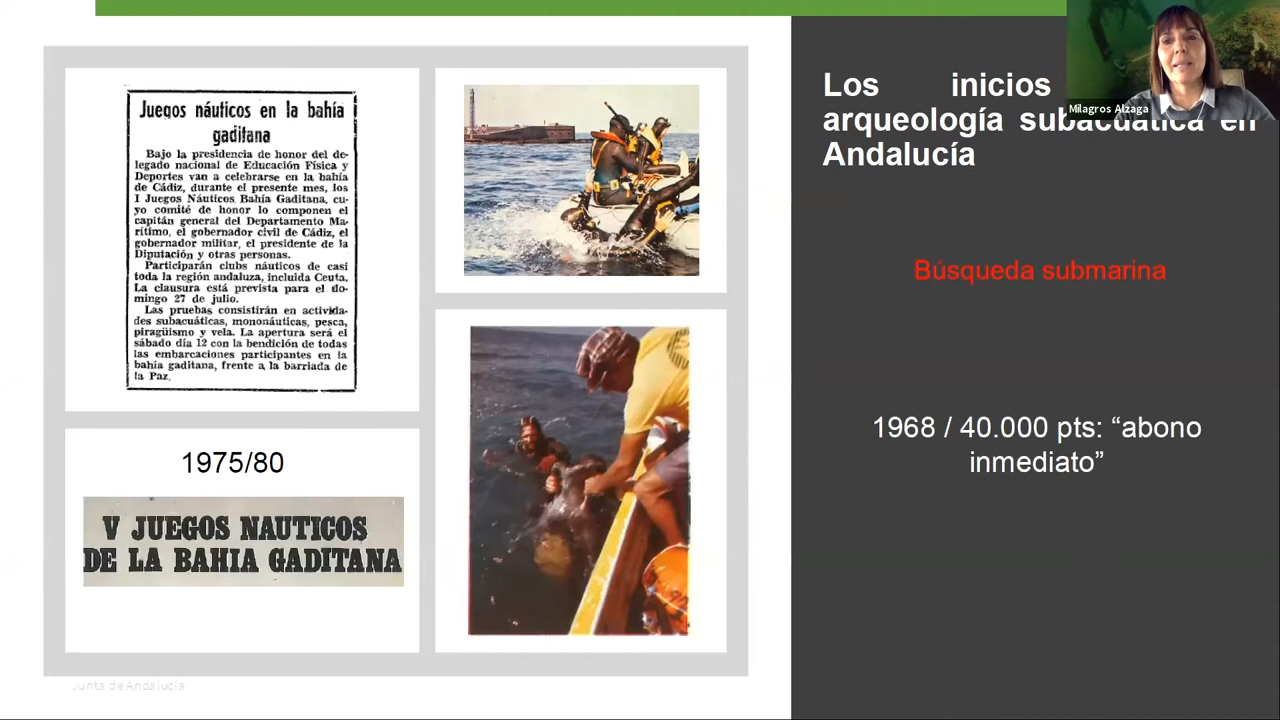 Juegos náuticos en la bahía
gaditana
Bajo la presidencia de honor del de-
legado nacional de Educación Física y
Deportes van a celebrarse en la bahía
de Cádiz, durante el presente mes, los
I Juegos Náuticos Bahía Gaditana, cu-
yo comité de honor lo componen el
capitán general del Departamento Ma-
rítimo, el gobernador civil de Cádiz, el
gobernador militar, el presidente de la
Diputación y otras personas.
Participarán clubs náuticos de casi
toda la región andaluza, incluida Ceuta.
La clausura está prevista para el do-
mingo 27 de julio.
Las pruebas consistirán en activida-
des subacuáticas, mononáuticas, pesca,
piragüismo y vela. La apertura será el
sábado día 12 con la bendición de todas
las embarcaciones participantes en la
bahía gaditana, frente a la barriada de
la Paz.
1975/80
V JUEGOS NAUTICOS
DE LA BAHIA GADITANA
Junta de Andalucía
Milagros Alzaga
Los inicios
arqueología subacuática en
Andalucía
Búsqueda submarina
1968 / 40.000 pts: “abono
inmediato”